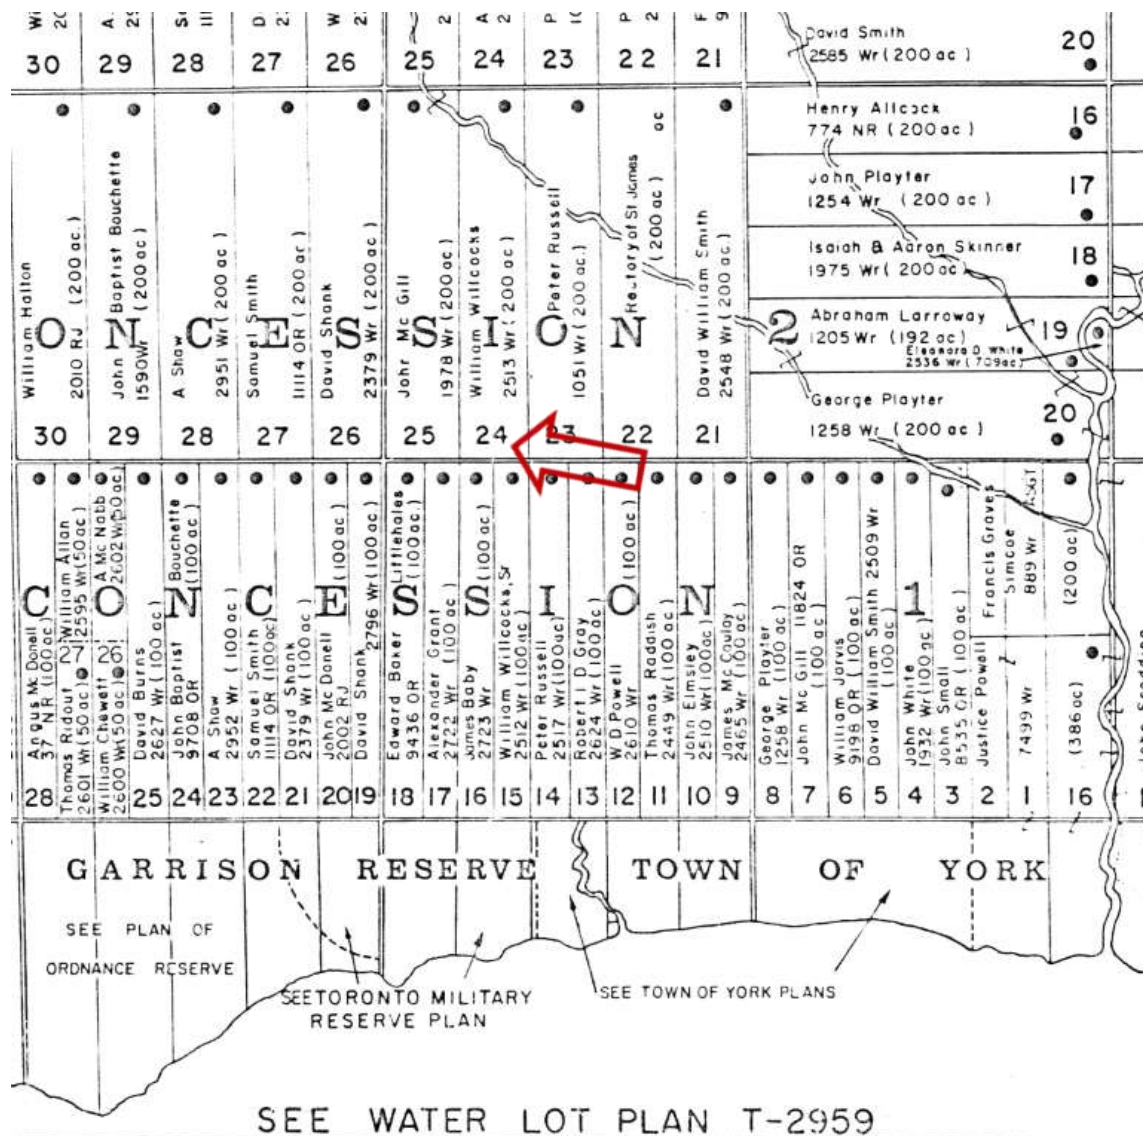 30 29 28 27 26 25 24 23 22 21
David Smith
2585 Wr (200 ac)
20
Henry Allcock
774 NR (200 ac)
16
John Playter
1254 Wr (200 ac)
17
Isaiah & Aaron Skinner
1975 Wr (200 ac)
18
Abraham Larroway
1205 Wr (192 ac)
19
Eleanara D White
2536 Wr (709ac)
George Playter
1258 Wr (200 ac)
20
William Halton
2010 RJ (200 ac.)
John Baptist Bouchette
1590 Wr (200 ac)
A Shaw
2951 Wr (200 ac)
Samuel Smith
1114 OR (200 ac)
David Shank
2379 Wr (200 ac)
John Mc Gill
1978 Wr (200 ac)
William Willcocks
2513 Wr (200 ac)
Peter Russell
1051 Wr (200 ac.)
Rectory of St James
(200 ac
ac
David William Smith
2548 Wr (200 ac)
ONCESSION 2
30 29 28 27 26 25 24 23 22 21
Angus Mc Donell
37 NR (100 ac)
Thomas Ridout 27 William Allan
2601 Wr (50 ac) 2595 Wr (50 ac)
William Chewett 26 A Mc Nabb
2600 Wr (50 ac) 2602 Wr 50 ac)
David Burns
2627 Wr (100 ac)
John Baptist Bouchette
9708 OR (100 ac)
A Shaw
2952 Wr (100 ac)
Samuel Smith
1114 OR (100 ac)
David Shank
2379 Wr (100 ac)
John Mc Donell (100 ac)
2002 RJ
David Shank
2796 Wr (100 ac)
Edward Baker Littlehales
9436 OR (100 ac.)
Alexander Grant
2722 Wr (100 ac)
James Baby
2723 Wr (100 ac)
William Willcocks, Sr
2512 Wr (100 ac)
Peter Russell
2517 Wr (100 ac)
Robert I D Gray
2624 Wr (100 ac)
W D Powell
2610 Wr (100 ac)
Thomas Raddish
2449 Wr (100 ac)
John Elmsley
2510 Wr (100 ac)
James Mc Caulay
2465 Wr (100 ac)
George Playter
1258 Wr (100 ac)
John Mc Gill 11824 OR
(100 ac)
William Jarvis
9198 OR (100 ac)
David William Smith 2509 Wr
(100 ac)
John White
1932 Wr (100 ac)
John Small
8535 OR (100 ac)
Justice Powell
7499 Wr
(386 ac)
Francis Graves
Simcoe
889 Wr
(200 ac)
CONCESSION 1
28 25 24 23 22 21 20 19 18 17 16 15 14 13 12 11 10 9 8 7 6 5 4 3 2 1 16
GARRISON RESERVE TOWN OF YORK
SEE PLAN OF
ORDNANCE RESERVE
SEE TORONTO MILITARY
RESERVE PLAN
SEE TOWN OF YORK PLANS
SEE WATER LOT PLAN T-2959